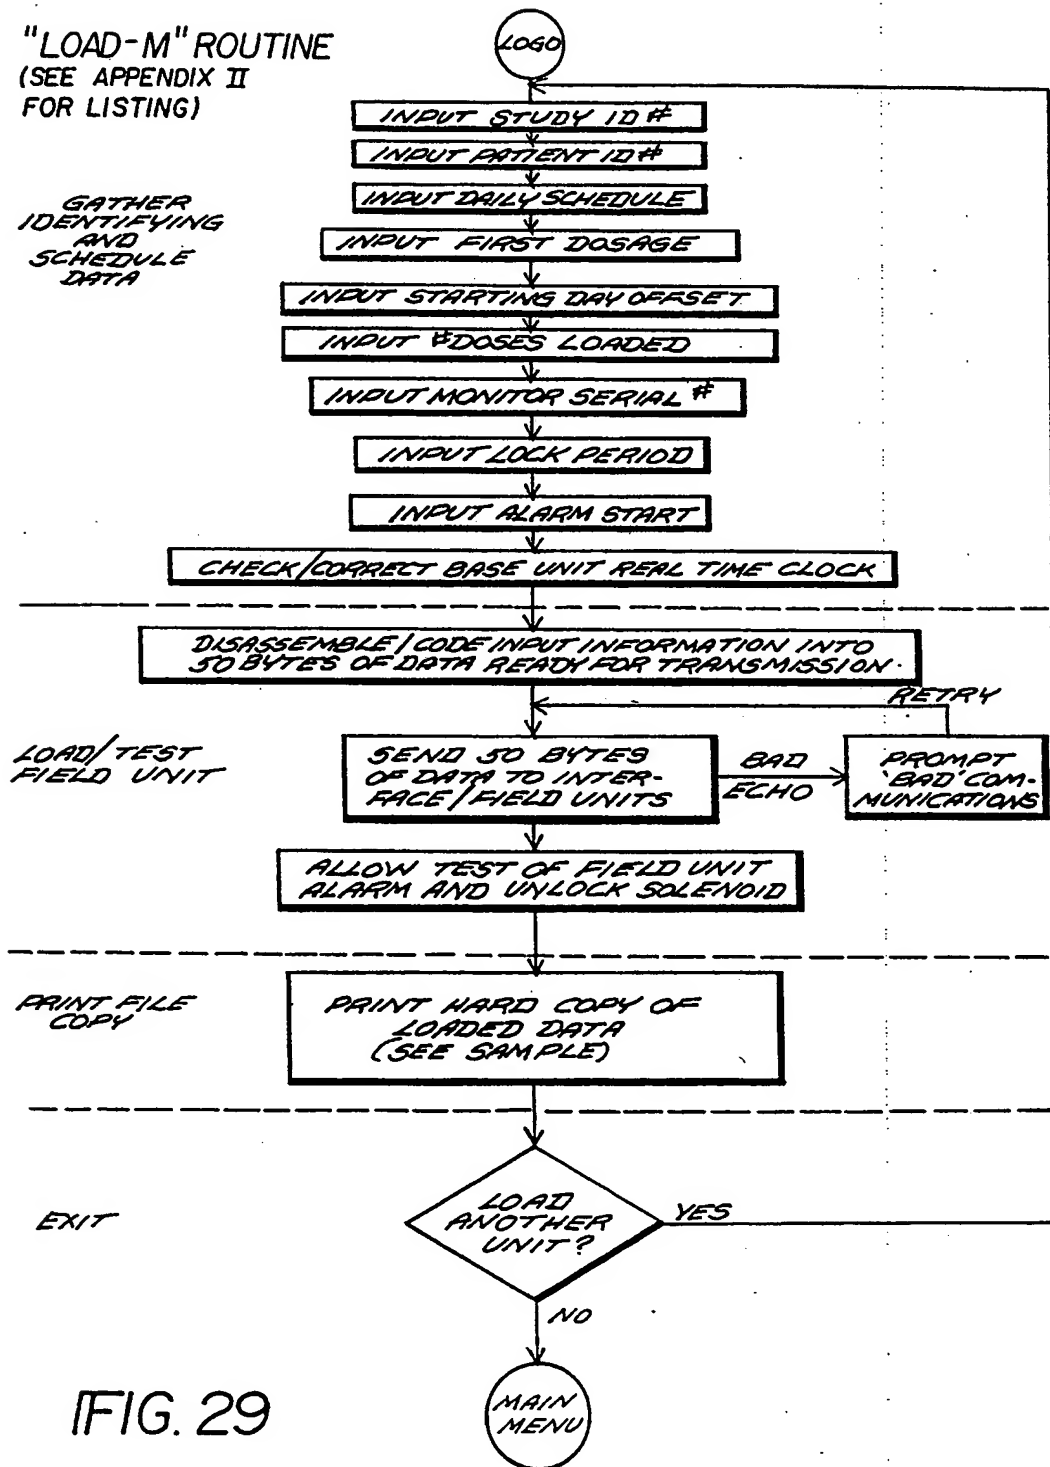 "LOAD-M" ROUTINE
(SEE APPENDIX II
FOR LISTING)
LOGO
INPUT STUDY ID #
INPUT PATIENT ID #
INPUT DAILY SCHEDULE
INPUT FIRST DOSAGE
INPUT STARTING DAY OFFSET
INPUT # DOSES LOADED
INPUT MONITOR SERIAL #
INPUT LOCK PERIOD
INPUT ALARM START
CHECK/CORRECT BASE UNIT REAL TIME CLOCK
GATHER
IDENTIFYING
AND
SCHEDULE
DATA
DISASSEMBLE/CODE INPUT INFORMATION INTO
50 BYTES OF DATA READY FOR TRANSMISSION.
RETRY
LOAD/TEST
FIELD UNIT
SEND 50 BYTES
OF DATA TO INTER-
FACE/FIELD UNITS
BAD
ECHO
PROMPT
'BAD' COM-
MUNICATIONS
ALLOW TEST OF FIELD UNIT
ALARM AND UNLOCK SOLENOID
PRINT FILE
COPY
PRINT HARD COPY OF
LOADED DATA
(SEE SAMPLE)
EXIT
LOAD
ANOTHER
UNIT?
YES
NO
MAIN
MENU
FIG. 29